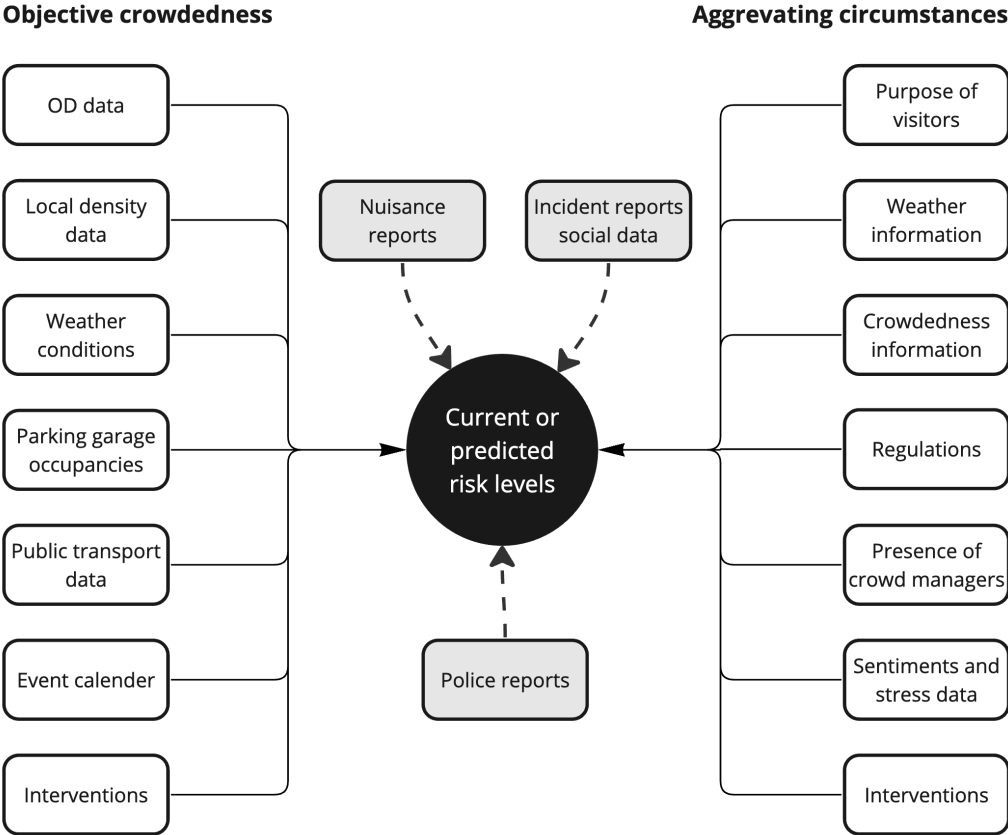 Objective crowdedness
Aggrevating circumstances
OD data
Local density
data
Weather
conditions
Parking garage
occupancies
Public transport
data
Event calender
Interventions
Nuisance
reports
Incident reports
social data
Current or
predicted
risk levels
Police reports
Purpose of
visitors
Weather
information
Crowdedness
information
Regulations
Presence of
crowd managers
Sentiments and
stress data
Interventions